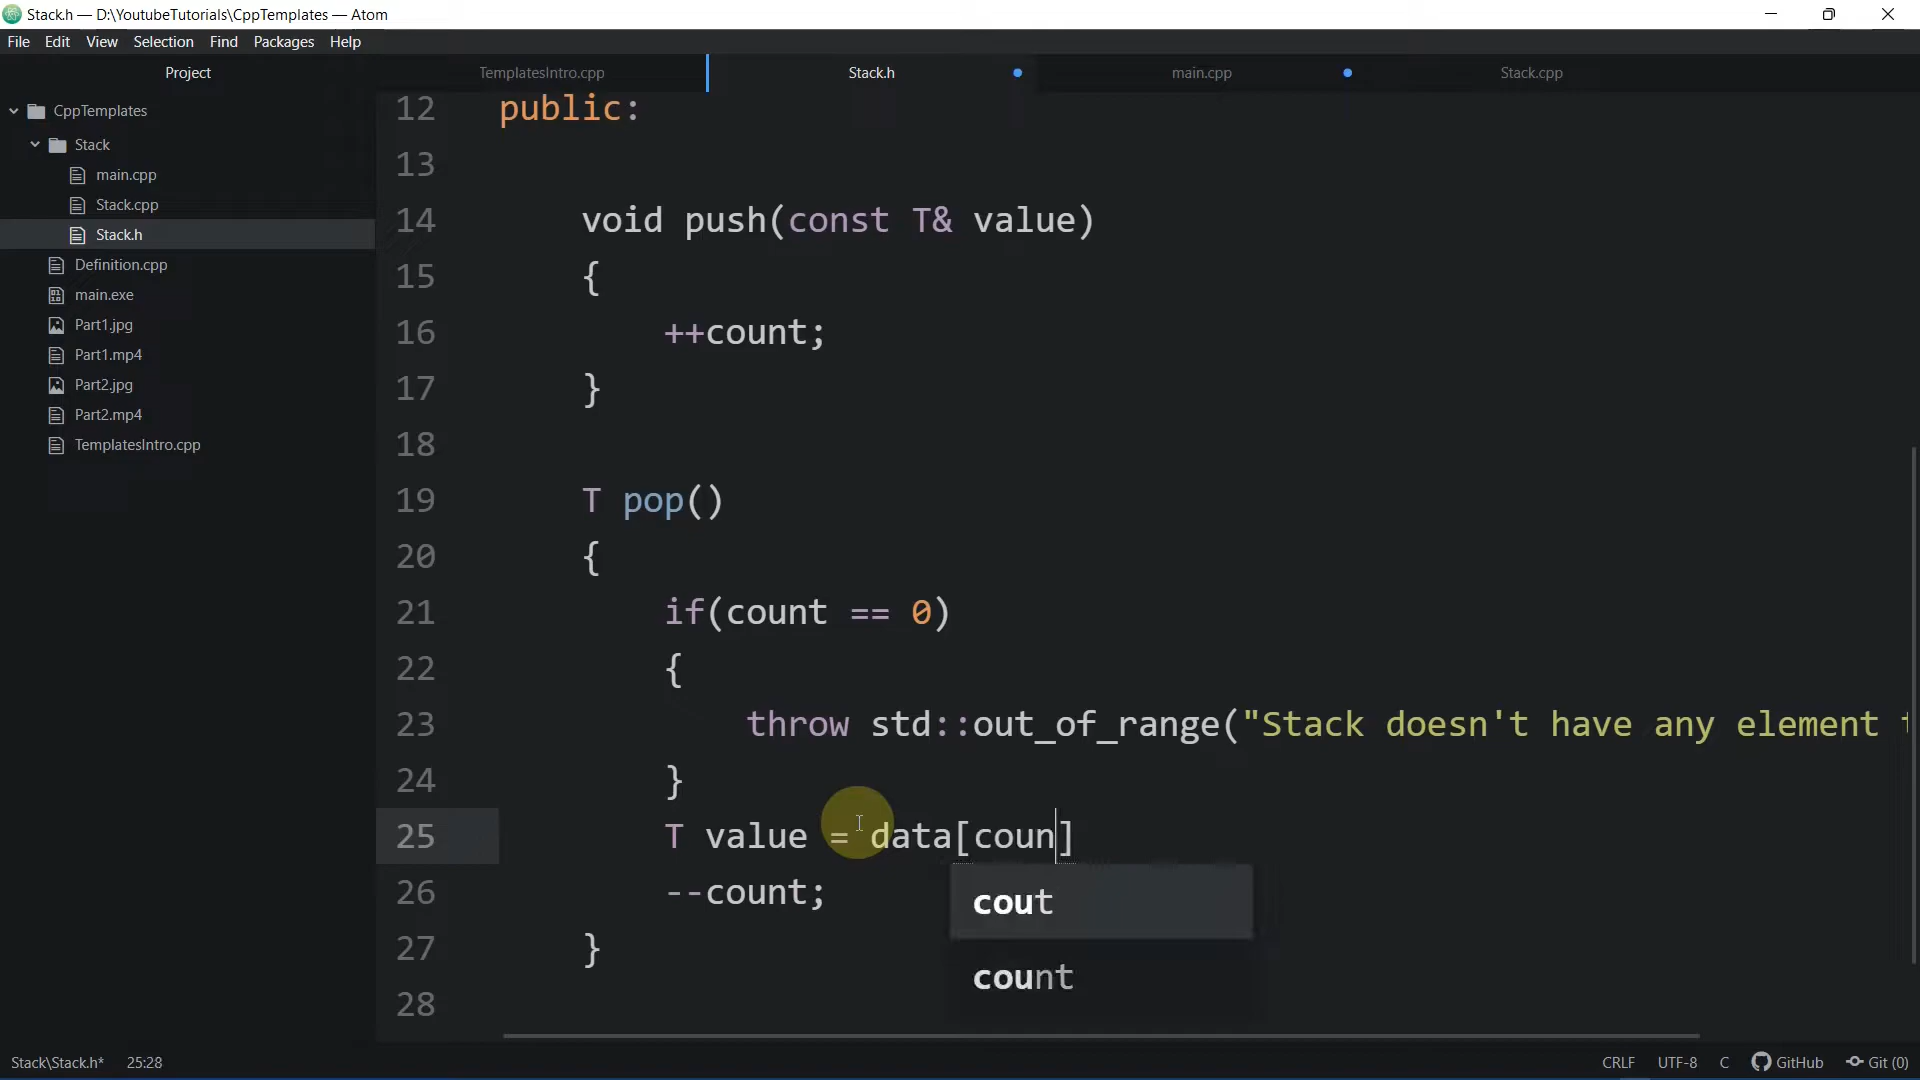 Stack.h — D:\YoutubeTutorials\CppTemplates — Atom
File Edit View Selection Find Packages Help
Project
TemplatesIntro.cpp
Stack.h
main.cpp
Stack.cpp
CppTemplates
Stack
main.cpp
Stack.cpp
Stack.h
Definition.cpp
main.exe
Part1.jpg
Part1.mp4
Part2.jpg
Part2.mp4
TemplatesIntro.cpp
12 public:
13
14 void push(const T& value)
15 {
16 ++count;
17 }
18
19 T pop()
20 {
21 if(count == 0)
22 {
23 throw std::out_of_range("Stack doesn't have any element
24 }
25 T value = data[coun]
26 --count;
27 }
28
cout
count
Stack\Stack.h* 25:28
CRLF UTF-8 C GitHub Git (0)